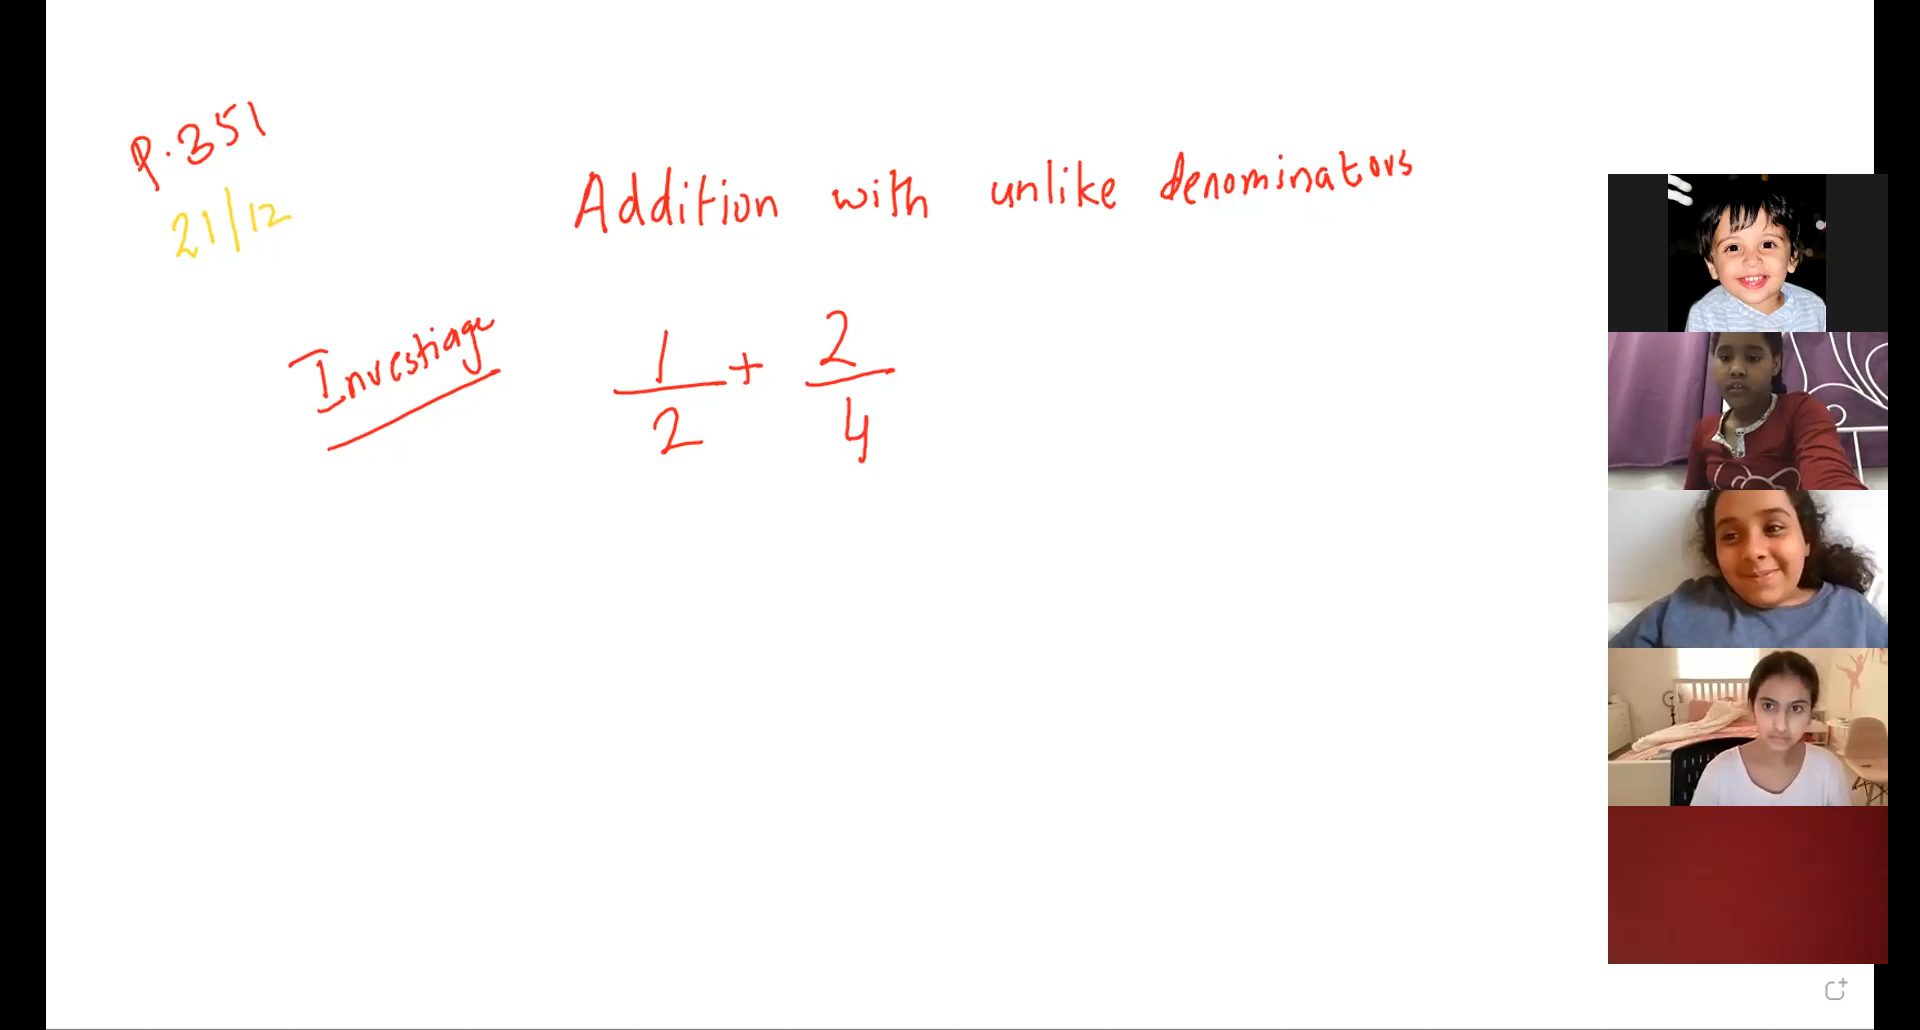 P.351
21/12
Addition with unlike denominators
Investiage
1/2 + 2/4